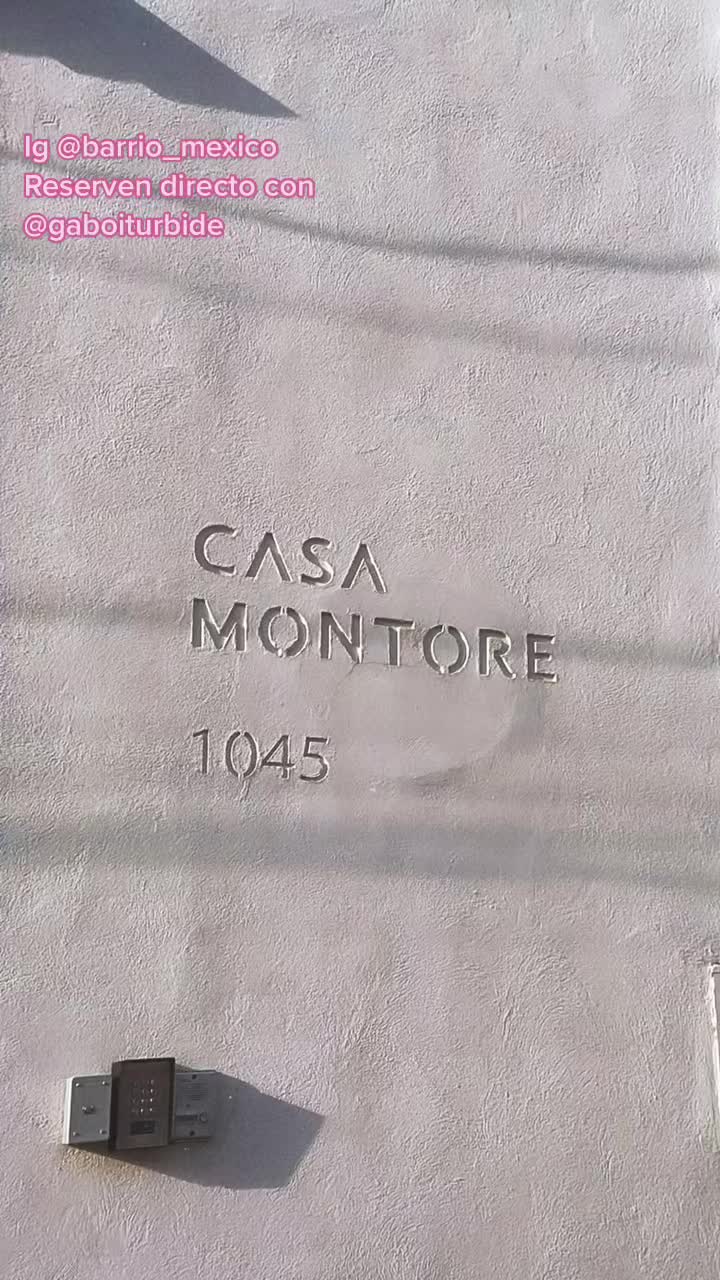 Ig @barrio_mexico
Reserven directo con
@gaboiturbide
CASA
MONTORE
1045